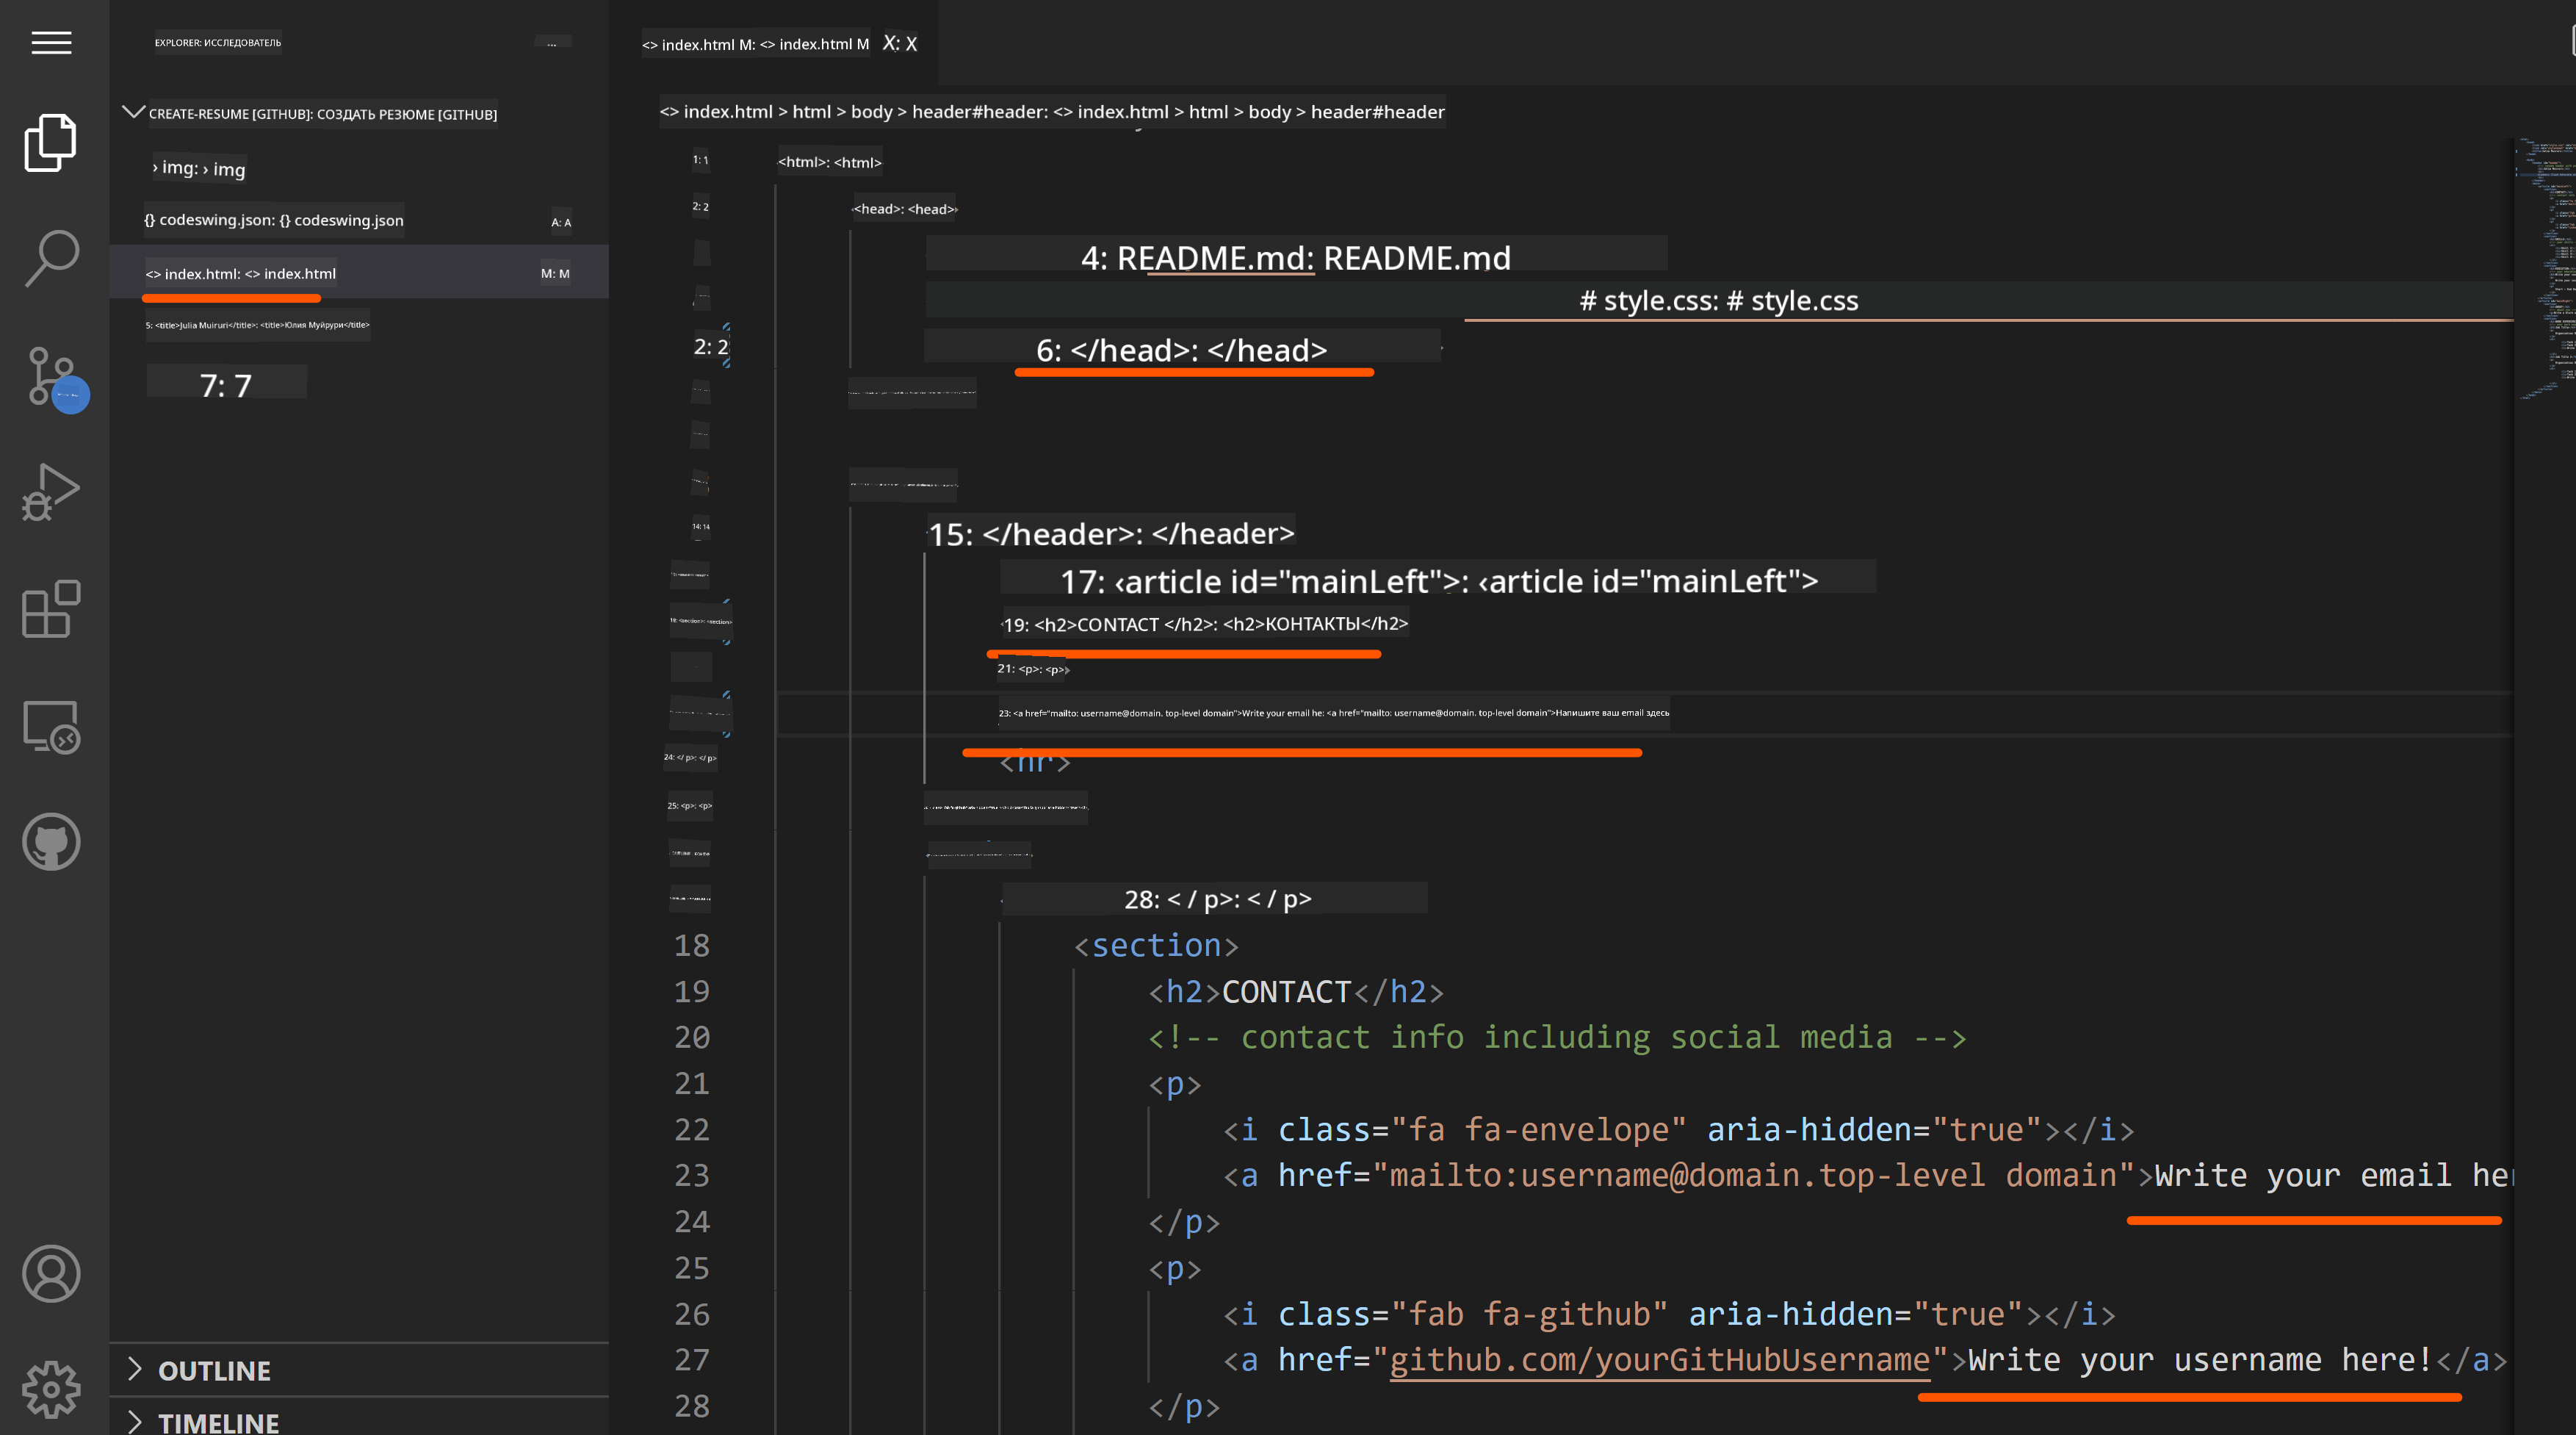 EXPLORER: ИССЛЕДОВАТЕЛЬ
...
CREATE-RESUME [GITHUB]: СОЗДАТЬ РЕЗЮМЕ [GITHUB]
› img: › img
{} codeswing.json: {} codeswing.json
A: A
<> index.html: <> index.html
M: M
5: <title>Julia Muiruri</title>: <title>Юлия Муйрури</title>
7: 7
OUTLINE
TIMELINE
<> index.html M: <> index.html M
X: X
<> index.html > html > body > header#header: <> index.html > html > body > header#header
1: 1
<html>: <html>
2: 2
<head>: <head>
4: README.md: README.md
# style.css: # style.css
2: 2
6: </head>: </head>
14: 14
15: </header>: </header>
17: ‹article id="mainLeft">: ‹article id="mainLeft">
18: <section>: <section>
19: <h2>CONTACT </h2>: <h2>КОНТАКТЫ</h2>
21: <p>: <p>
23: <a href="mailto: username@domain. top-level domain">Write your email he: <a href="mailto: username@domain. top-level domain">Напишите ваш email здесь
24: </ p>: </ p>
<hr>
25: <p>: <p>
28: < / p>: < / p>
18 <section>
19 <h2>CONTACT</h2>
20 <!-- contact info including social media -->
21 <p>
22 <i class="fa fa-envelope" aria-hidden="true"></i>
23 <a href="mailto:username@domain.top-level domain">Write your email her
24 </p>
25 <p>
26 <i class="fab fa-github" aria-hidden="true"></i>
27 <a href="github.com/yourGitHubUsername">Write your username here!</a>
28 </p>